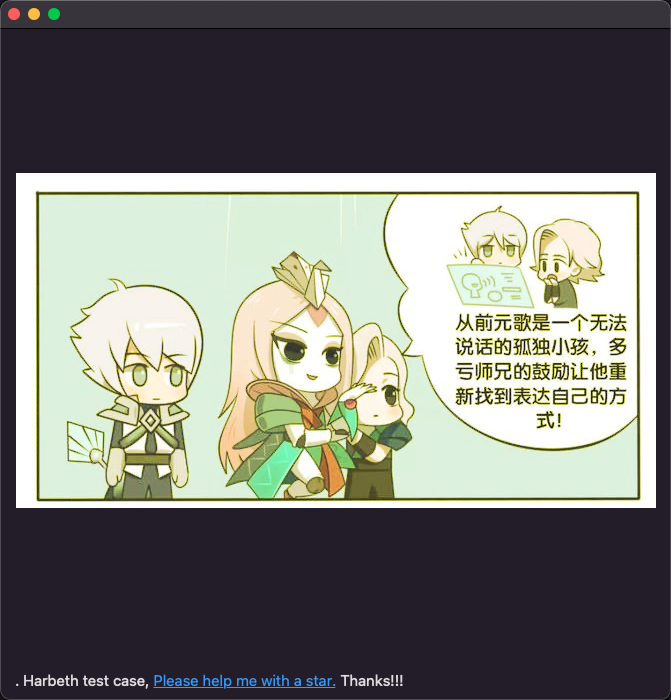 从前元歌是一个无法
说话的孤独小孩，多
亏师兄的鼓励让他重
新找到表达自己的方
式！
. Harbeth test case, Please help me with a star. Thanks!!!